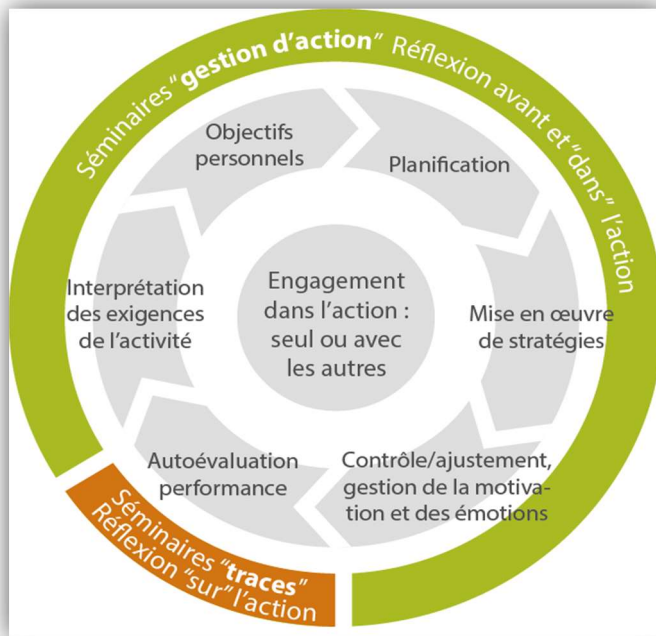 Séminaires "gestion d'action" Réflexion avant et "dans" l'action
Objectifs
personnels
Planification
Interprétation
des exigences
de l'activité
Engagement
dans l'action :
seul ou avec
les autres
Mise en œuvre
de stratégies
Autoévaluation
performance
Contrôle/ajustement,
gestion de la motiva-
tion et des émotions
Séminaires "traces"
Réflexion "sur" l'action